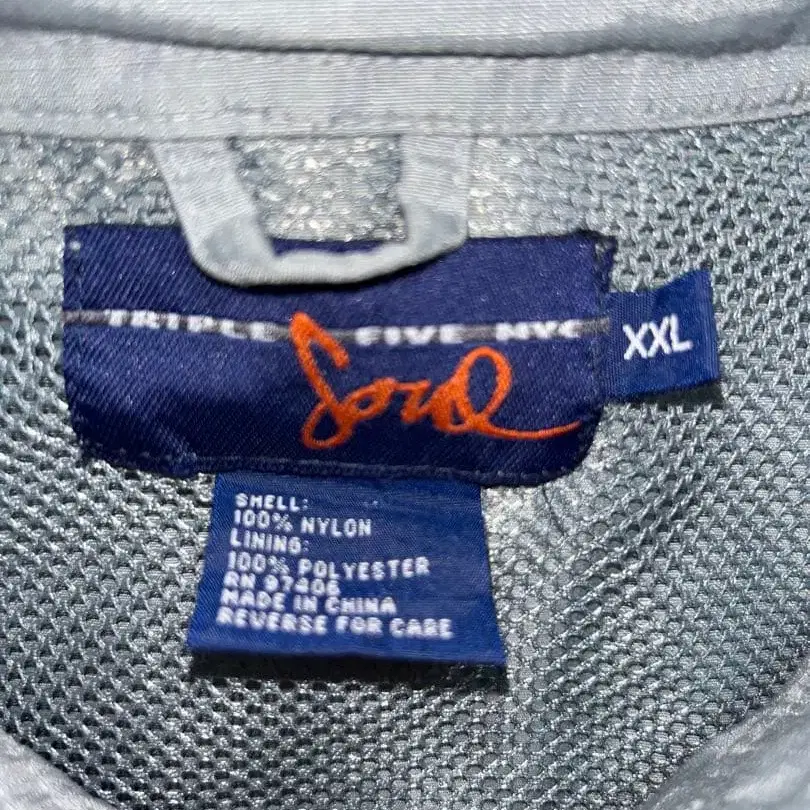 TRIPLE FIVE NYC
Soul
XXL
SHELL:
100% NYLON
LINING:
100% POLYESTER
RN 97406
MADE IN CHINA
REVERSE FOR CARE